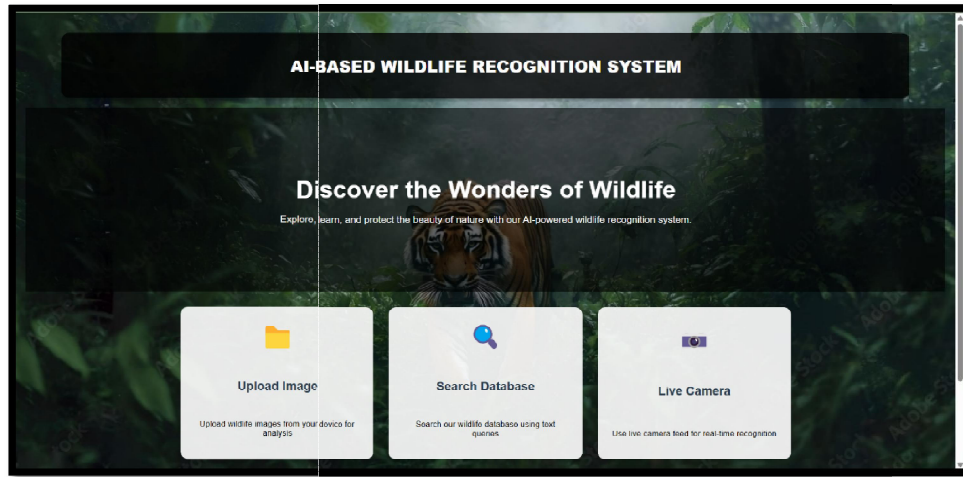 AI-BASED WILDLIFE RECOGNITION SYSTEM
Discover the Wonders of Wildlife
Explore, learn, and protect the beauty of nature with our AI-powered wildlife recognition system.
Upload Image
Upload wildlife images from your device for
analysis
Search Database
Search our wildlife database using text
queries
Live Camera
Use live camera feed for real-time recognition